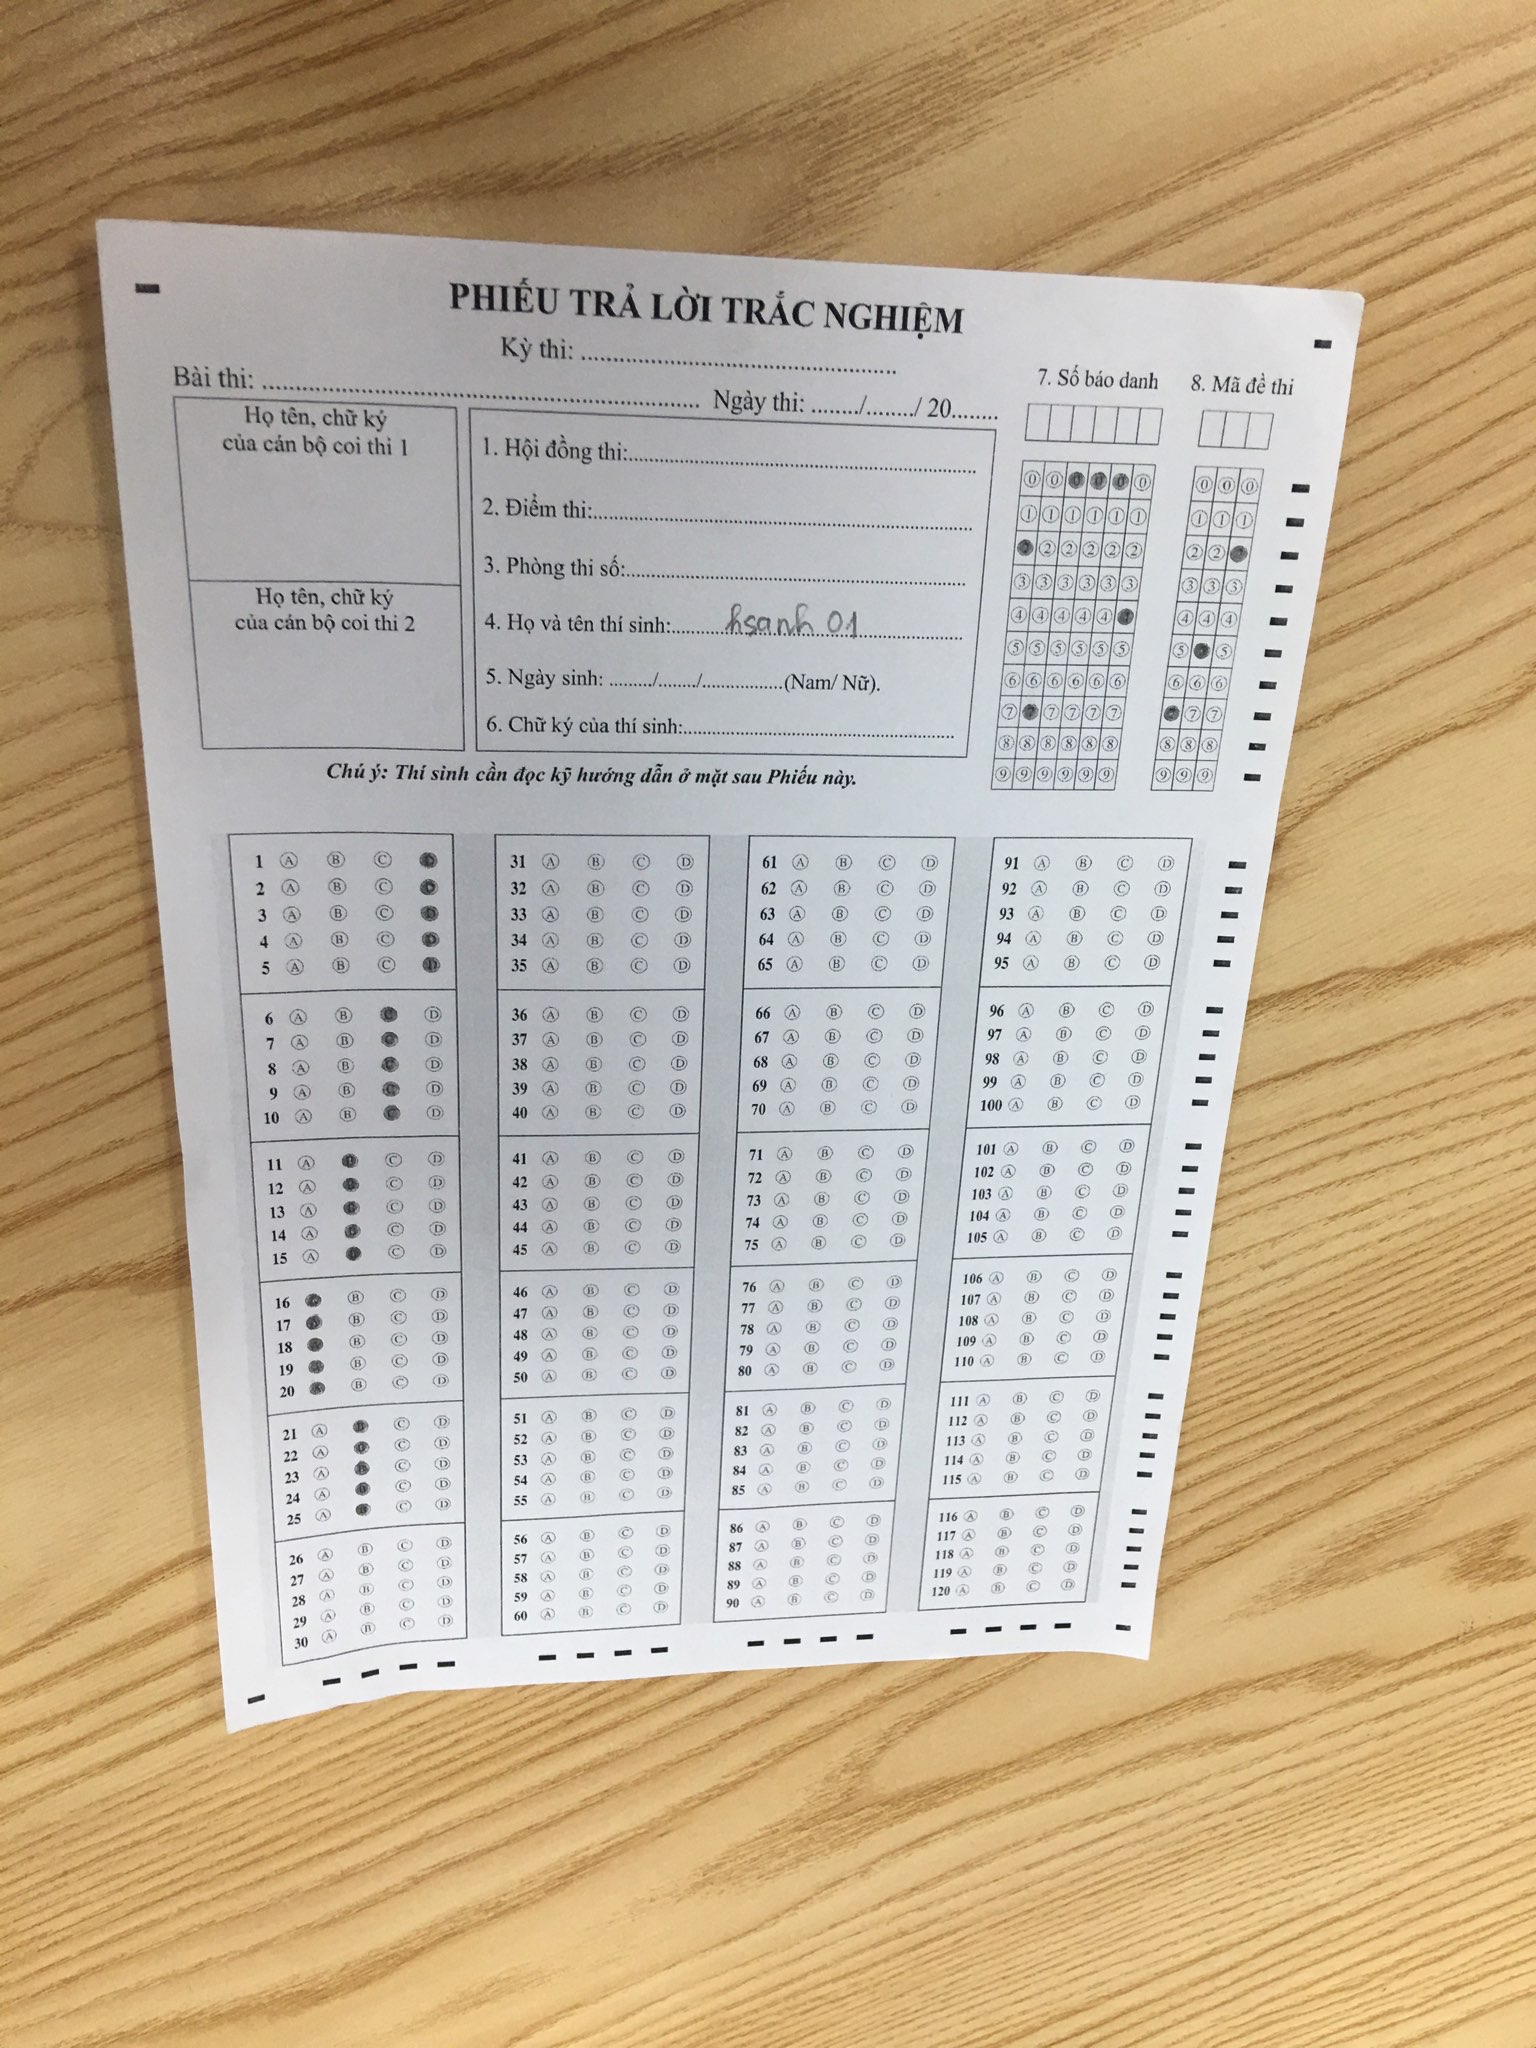 PHIẾU TRẢ LỜI TRẮC NGHIỆM
Kỳ thi: ................................................
Bài thi: ................................................................ Ngày thi: ......../......../ 20........
7. Số báo danh
8. Mã đề thi
Họ tên, chữ ký
của cán bộ coi thi 1
Họ tên, chữ ký
của cán bộ coi thi 2
1. Hội đồng thi:....................................................
2. Điểm thi:.........................................................
3. Phòng thi số:...................................................
4. Họ và tên thí sinh:........hsanh 01................
5. Ngày sinh: ......../......./...............(Nam/ Nữ).
6. Chữ ký của thí sinh:.........................................
0 0 0 0 0 0 0 0 0
1 1 1 1 1 1 1 1 1
2 2 2 2 2 2 2 2 2
3 3 3 3 3 3 3 3 3
4 4 4 4 4 4 4 4 4
5 5 5 5 5 5 5 5 5
6 6 6 6 6 6 6 6 6
7 7 7 7 7 7 7 7 7
8 8 8 8 8 8 8 8 8
9 9 9 9 9 9 9 9 9
Chú ý: Thí sinh cần đọc kỹ hướng dẫn ở mặt sau Phiếu này.
1 A B C D
2 A B C D
3 A B C D
4 A B C D
5 A B C D
6 A B C D
7 A B C D
8 A B C D
9 A B C D
10 A B C D
11 A B C D
12 A B C D
13 A B C D
14 A B C D
15 A B C D
16 A B C D
17 A B C D
18 A B C D
19 A B C D
20 A B C D
21 A B C D
22 A B C D
23 A B C D
24 A B C D
25 A B C D
26 A B C D
27 A B C D
28 A B C D
29 A B C D
30 A B C D
31 A B C D
32 A B C D
33 A B C D
34 A B C D
35 A B C D
36 A B C D
37 A B C D
38 A B C D
39 A B C D
40 A B C D
41 A B C D
42 A B C D
43 A B C D
44 A B C D
45 A B C D
46 A B C D
47 A B C D
48 A B C D
49 A B C D
50 A B C D
51 A B C D
52 A B C D
53 A B C D
54 A B C D
55 A B C D
56 A B C D
57 A B C D
58 A B C D
59 A B C D
60 A B C D
61 A B C D
62 A B C D
63 A B C D
64 A B C D
65 A B C D
66 A B C D
67 A B C D
68 A B C D
69 A B C D
70 A B C D
71 A B C D
72 A B C D
73 A B C D
74 A B C D
75 A B C D
76 A B C D
77 A B C D
78 A B C D
79 A B C D
80 A B C D
81 A B C D
82 A B C D
83 A B C D
84 A B C D
85 A B C D
86 A B C D
87 A B C D
88 A B C D
89 A B C D
90 A B C D
91 A B C D
92 A B C D
93 A B C D
94 A B C D
95 A B C D
96 A B C D
97 A B C D
98 A B C D
99 A B C D
100 A B C D
101 A B C D
102 A B C D
103 A B C D
104 A B C D
105 A B C D
106 A B C D
107 A B C D
108 A B C D
109 A B C D
110 A B C D
111 A B C D
112 A B C D
113 A B C D
114 A B C D
115 A B C D
116 A B C D
117 A B C D
118 A B C D
119 A B C D
120 A B C D